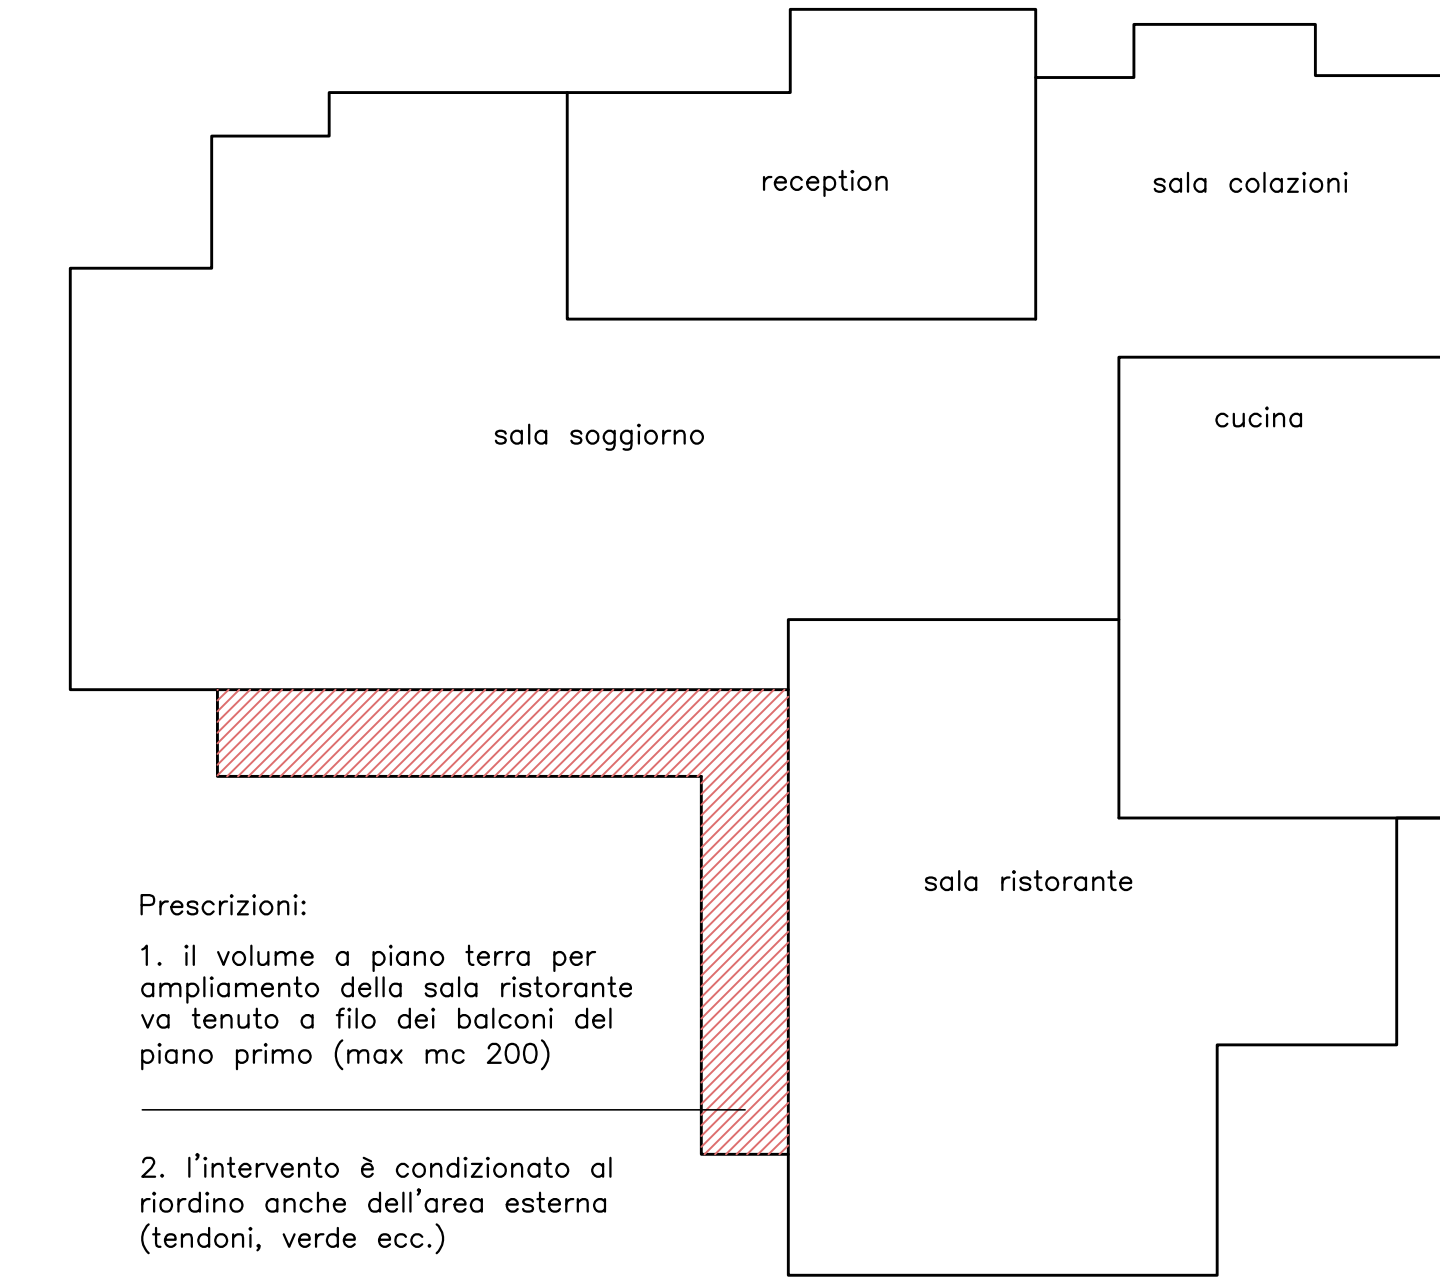 reception
sala colazioni
cucina
sala soggiorno
sala ristorante
Prescrizioni:
1. il volume a piano terra per
ampliamento della sala ristorante
va tenuto a filo dei balconi del
piano primo (max mc 200)
2. l'intervento è condizionato al
riordino anche dell'area esterna
(tendoni, verde ecc.)